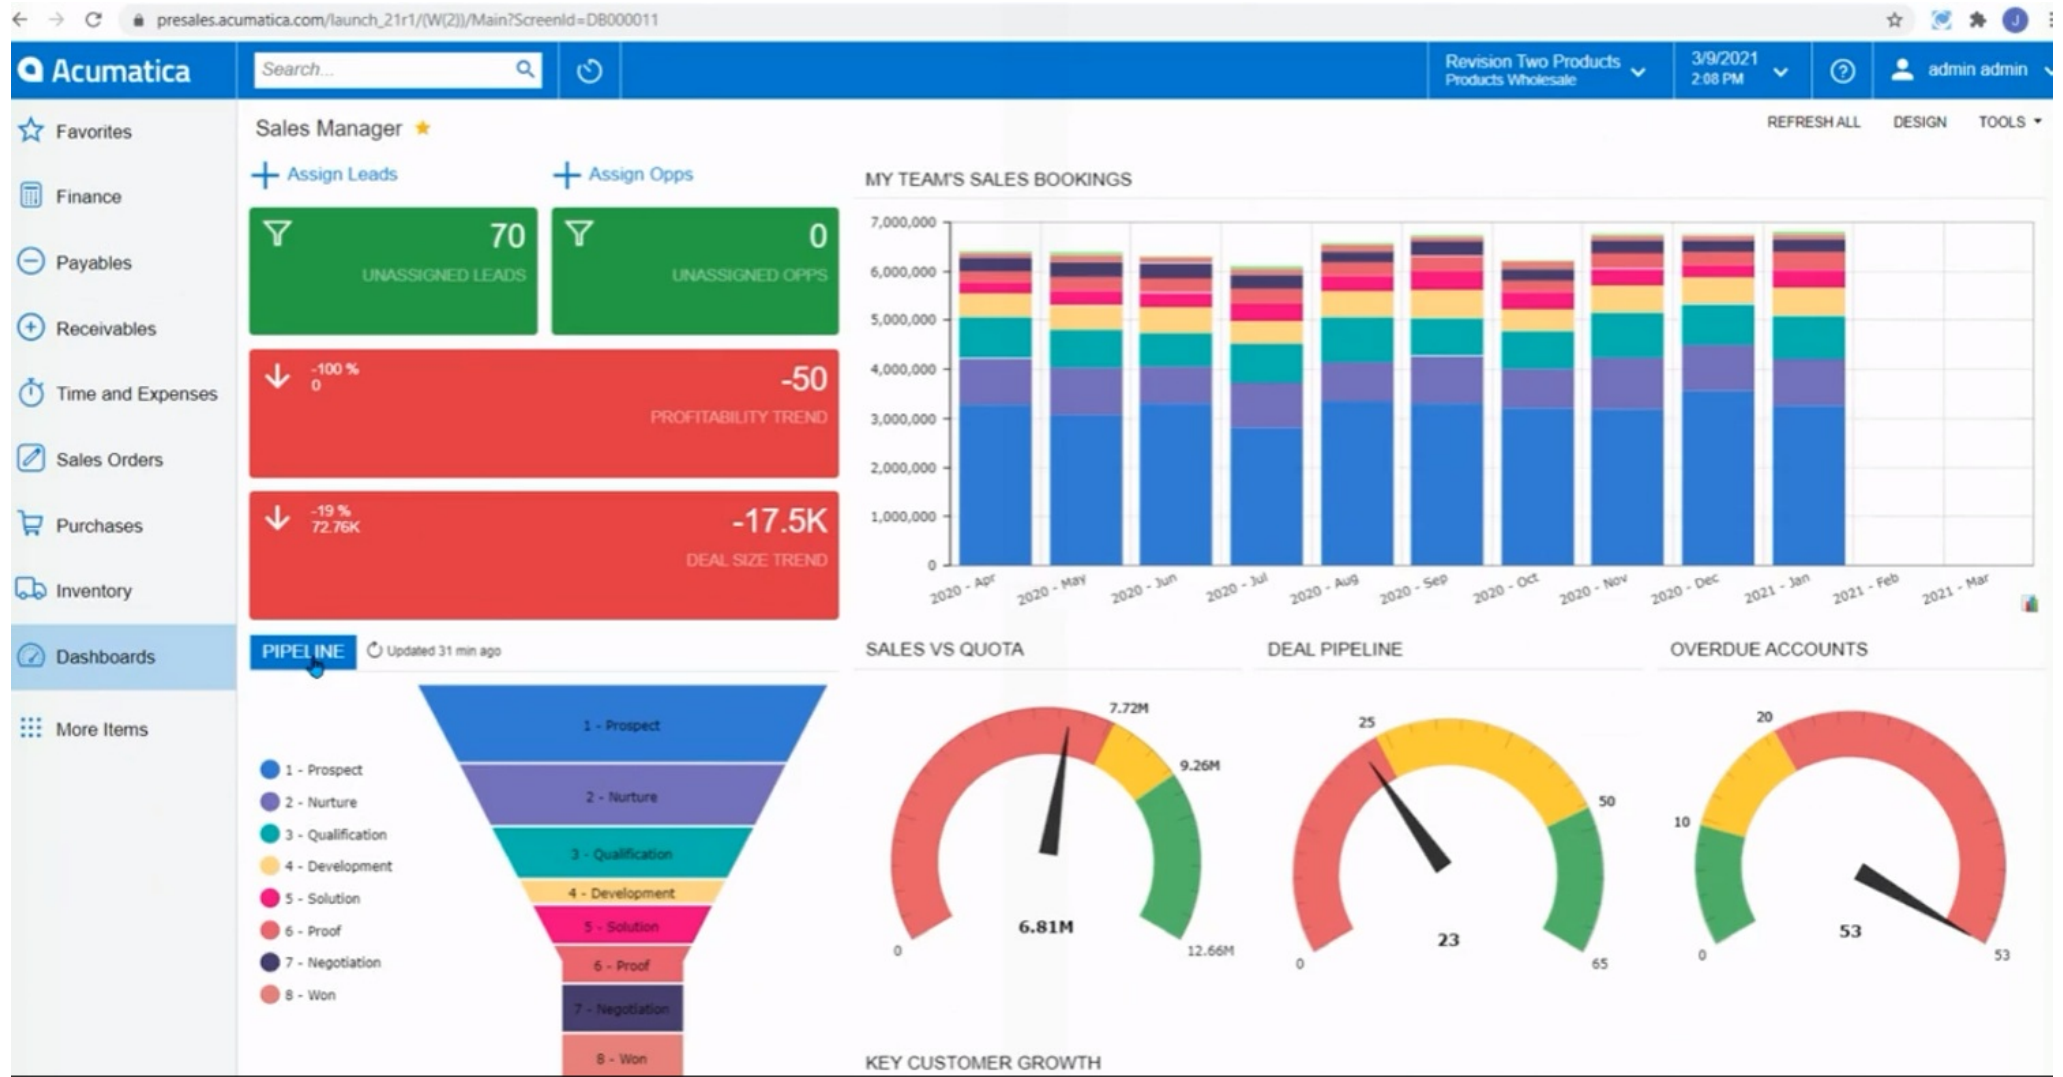 presales.acumatica.com/launch_21r1/(W(2))/Main?ScreenId=DB000011
J
Acumatica
Search...
Revision Two Products
Products Wholesale
3/9/2021
2:08 PM
?
admin admin
Favorites
Finance
Payables
Receivables
Time and Expenses
Sales Orders
Purchases
Inventory
Dashboards
More Items
Sales Manager
REFRESH ALL DESIGN TOOLS
Assign Leads
Assign Opps
70
UNASSIGNED LEADS
0
UNASSIGNED OPPS
-100 %
0
-50
PROFITABILITY TREND
-19 %
72.76K
-17.5K
DEAL SIZE TREND
MY TEAM'S SALES BOOKINGS
7,000,000
6,000,000
5,000,000
4,000,000
3,000,000
2,000,000
1,000,000
0
2020 - Apr
2020 - May
2020 - Jun
2020 - Jul
2020 - Aug
2020 - Sep
2020 - Oct
2020 - Nov
2020 - Dec
2021 - Jan
2021 - Feb
2021 - Mar
PIPELINE
Updated 31 min ago
1 - Prospect
2 - Nurture
3 - Qualification
4 - Development
5 - Solution
6 - Proof
7 - Negotiation
8 - Won
1 - Prospect
2 - Nurture
3 - Qualification
4 - Development
5 - Solution
6 - Proof
7 - Negotiation
8 - Won
SALES VS QUOTA
7.72M
9.26M
6.81M
0
12.66M
DEAL PIPELINE
25
50
23
0
65
OVERDUE ACCOUNTS
20
10
53
0
53
KEY CUSTOMER GROWTH